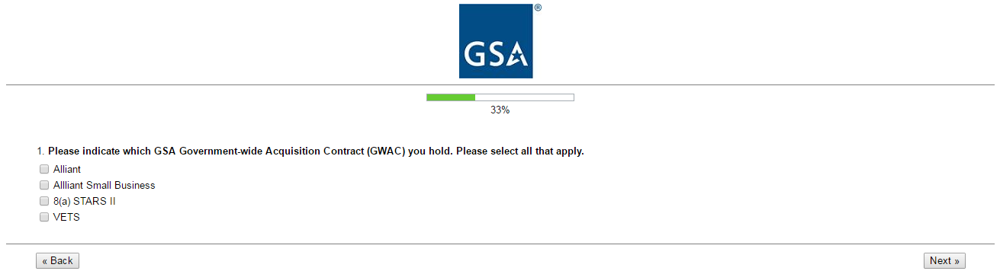 GSA ®
33%
1. Please indicate which GSA Government-wide Acquisition Contract (GWAC) you hold. Please select all that apply.
Alliant
Allliant Small Business
8(a) STARS II
VETS
« Back
Next »